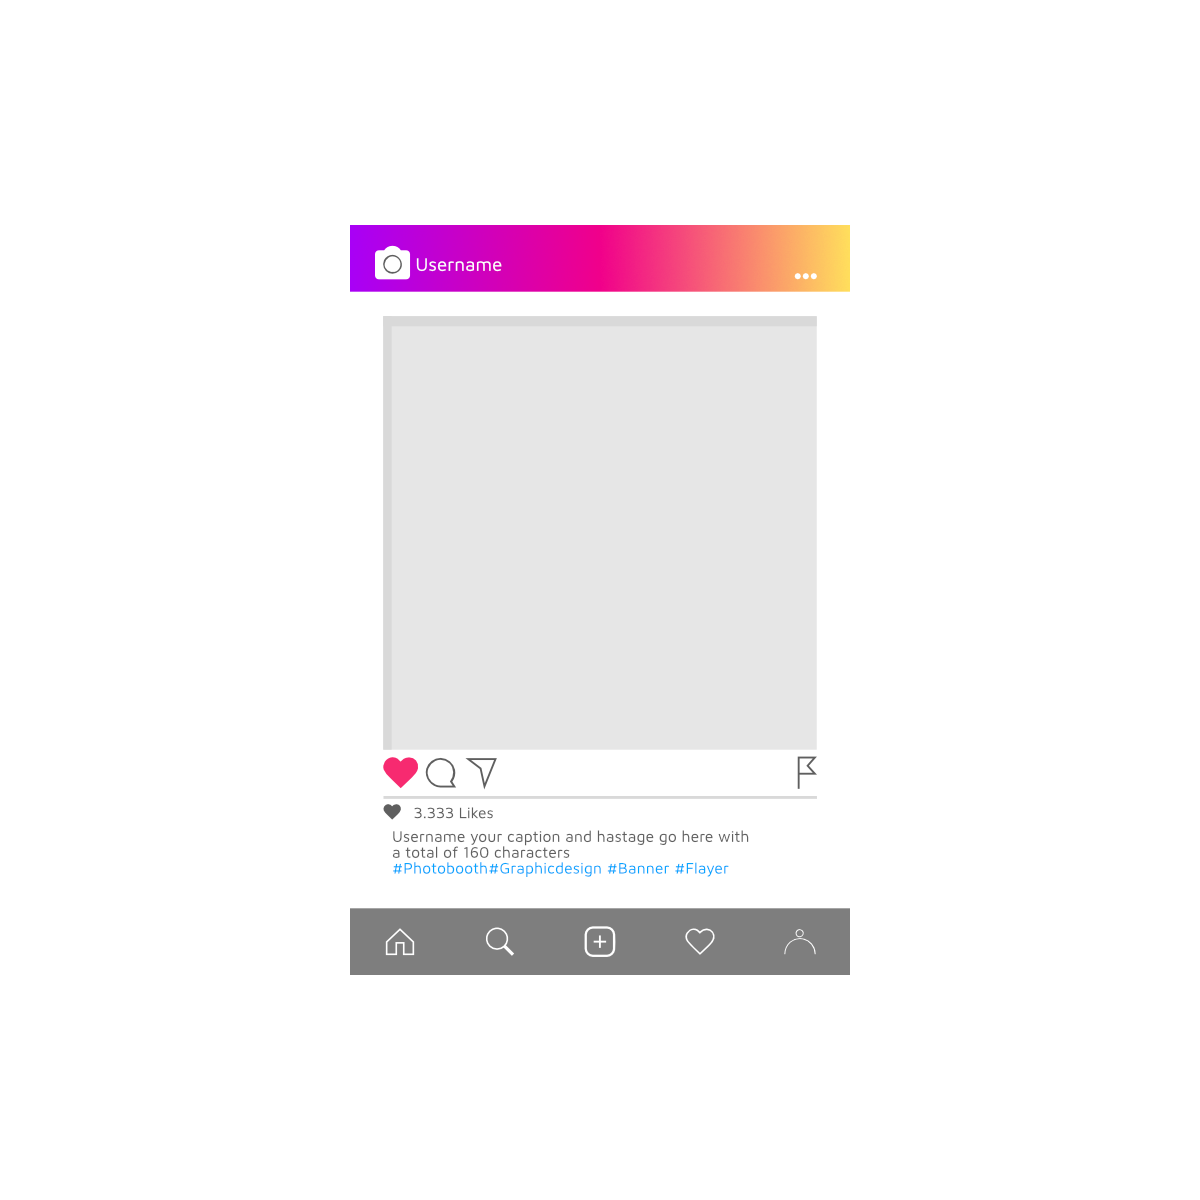 Username
3.333 Likes
Username your caption and hastage go here with
a total of 160 characters
#Photobooth#Graphicdesign #Banner #Flayer